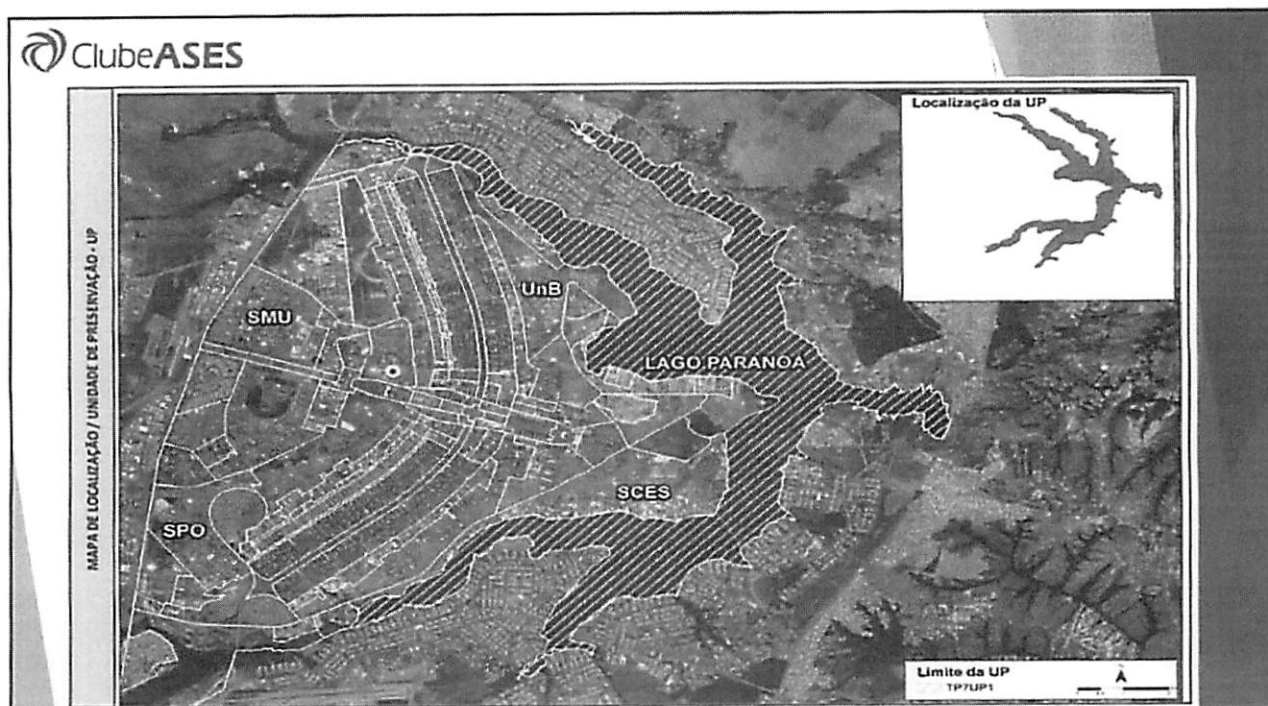 ClubeASES
MAPA DE LOCALIZAÇÃO / UNIDADE DE PRESERVAÇÃO - UP
Localização da UP
UnB
SMU
LAGO PARANOA
SCES
SPO
Limite da UP
TP7UP1